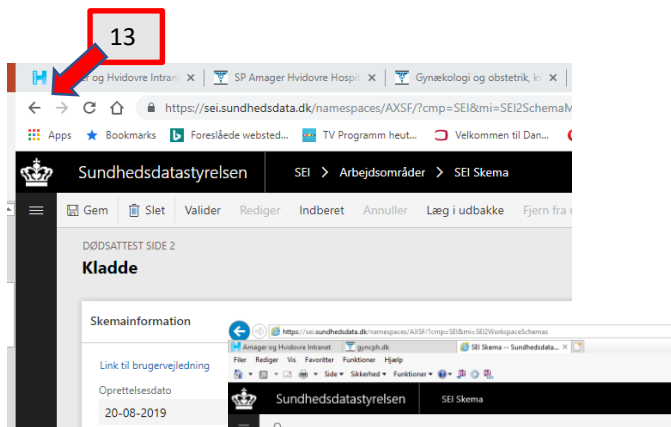 13
er og Hvidovre Intran
SP Amager Hvidovre Hospit
Gynækologi og obstetrik, k
https://sei.sundhedsdata.dk/namespaces/AXSF/?cmp=SEI&mi=SEI2SchemaM
Apps Bookmarks Foreslåede websted... TV Programm heut... Velkommen til Dan...
Sundhedsdatastyrelsen SEI > Arbejdsområder > SEI Skema
Gem Slet Valider Rediger Indberet Annuller Læg i udbakke Fjern fra
DØDSATTEST SIDE 2
Kladde
Skemainformation
Link til brugervejledning
Oprettelsesdato
20-08-2019
https://sei.sundhedsdata.dk/namespaces/AXSF/?cmp=SEI&mi=SEI2WorkspaceSchemas
Amager og Hvidovre Intranet gyncph.dk SEI Skema -- Sundhedsdata...
Filer Rediger Vis Favoritter Funktioner Hjælp
Side Sikkerhed Funktioner
Sundhedsdatastyrelsen SEI Skema